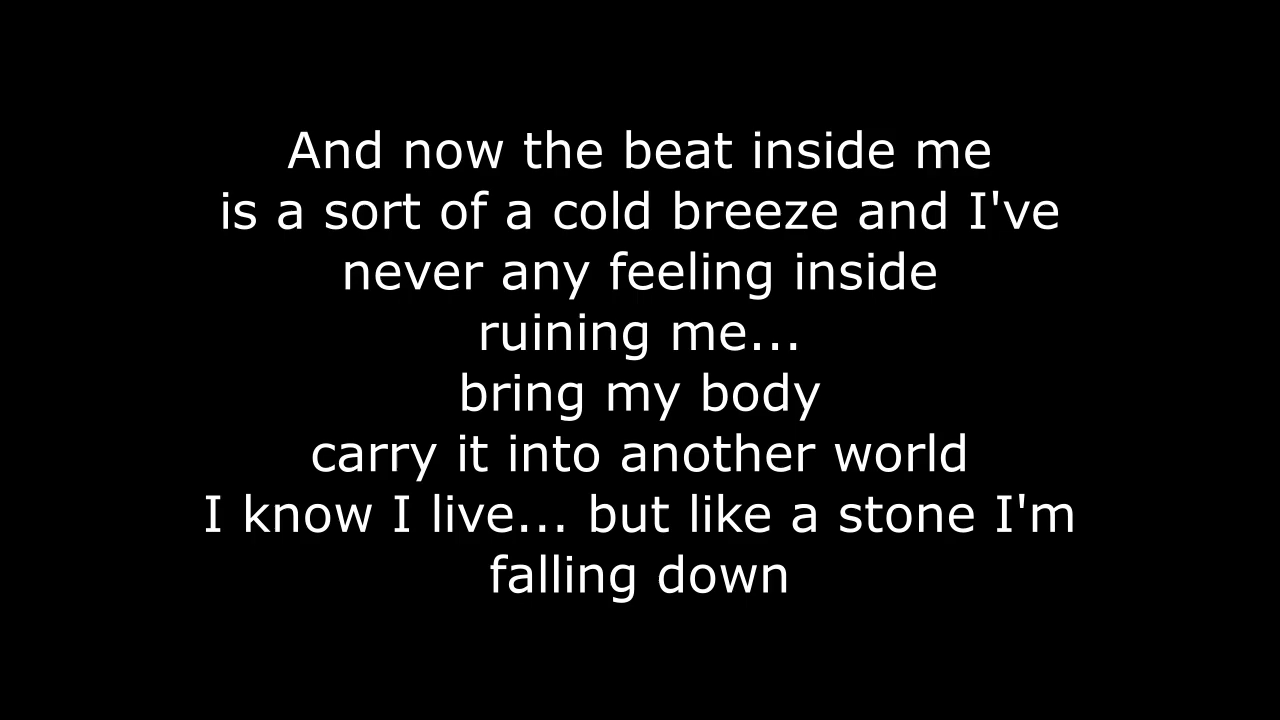 And now the beat inside me
is a sort of a cold breeze and I've
never any feeling inside
ruining me...
bring my body
carry it into another world
I know I live... but like a stone I'm
falling down